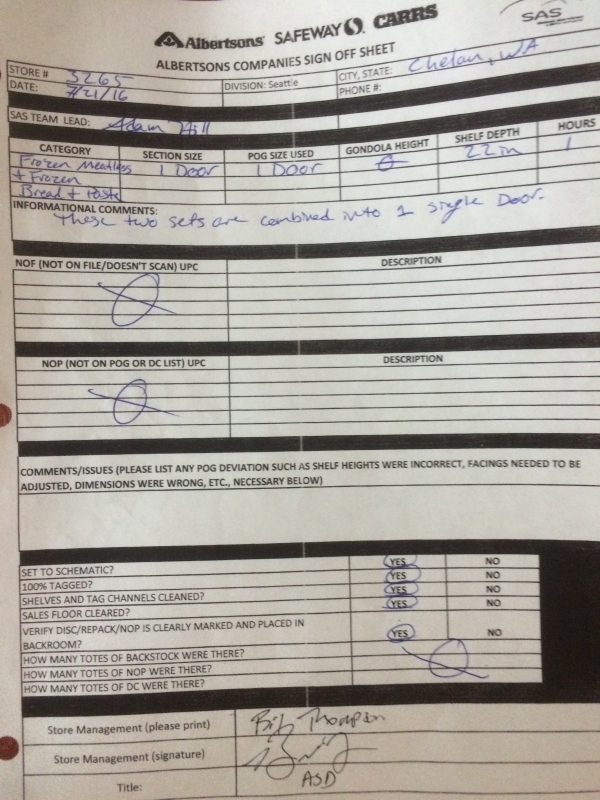 Albertsons SAFEWAY CARRS
SAS
ALBERTSONS COMPANIES SIGN OFF SHEET
STORE # 3265 DIVISION: Seattle CITY, STATE: Chelan, WA
DATE: 7/21/16 PHONE #:
SAS TEAM LEAD: Adam Hill
CATEGORY SECTION SIZE POG SIZE USED GONDOLA HEIGHT SHELF DEPTH HOURS
Frozen Meatless 1 Door 1 Door 22 in 1
+ Frozen
Bread + Paste
INFORMATIONAL COMMENTS:
These two sets are combined into 1 single Door.
NOF (NOT ON FILE/DOESN'T SCAN) UPC DESCRIPTION
NOP (NOT ON POG OR DC LIST) UPC DESCRIPTION
COMMENTS/ISSUES (PLEASE LIST ANY POG DEVIATION SUCH AS SHELF HEIGHTS WERE INCORRECT, FACINGS NEEDED TO BE
ADJUSTED, DIMENSIONS WERE WRONG, ETC., NECESSARY BELOW)
SET TO SCHEMATIC? YES NO
100% TAGGED? YES NO
SHELVES AND TAG CHANNELS CLEANED? YES NO
SALES FLOOR CLEARED? YES NO
VERIFY DISC/REPACK/NOP IS CLEARLY MARKED AND PLACED IN
BACKROOM? YES NO
HOW MANY TOTES OF BACKSTOCK WERE THERE?
HOW MANY TOTES OF NOP WERE THERE?
HOW MANY TOTES OF DC WERE THERE?
Store Management (please print) Thompson
Store Management (signature)
Title: ASD